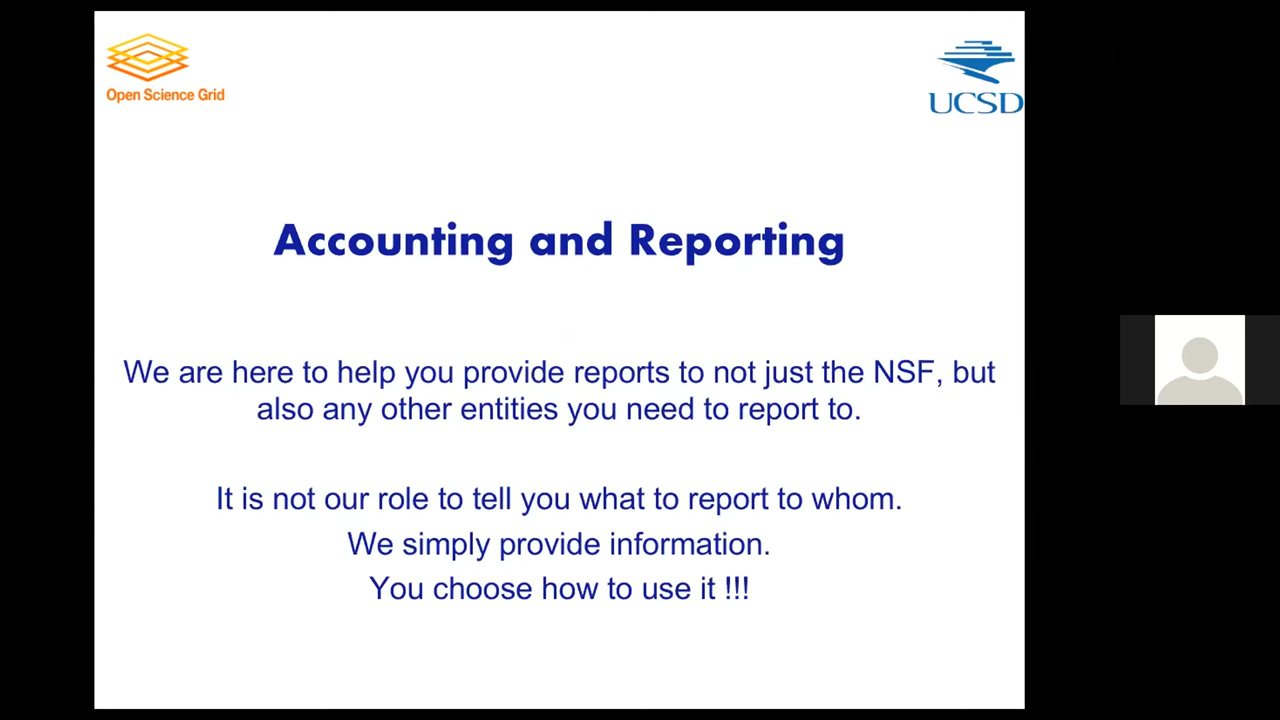 Open Science Grid
UCSD
Accounting and Reporting
We are here to help you provide reports to not just the NSF, but
also any other entities you need to report to.
It is not our role to tell you what to report to whom.
We simply provide information.
You choose how to use it !!!